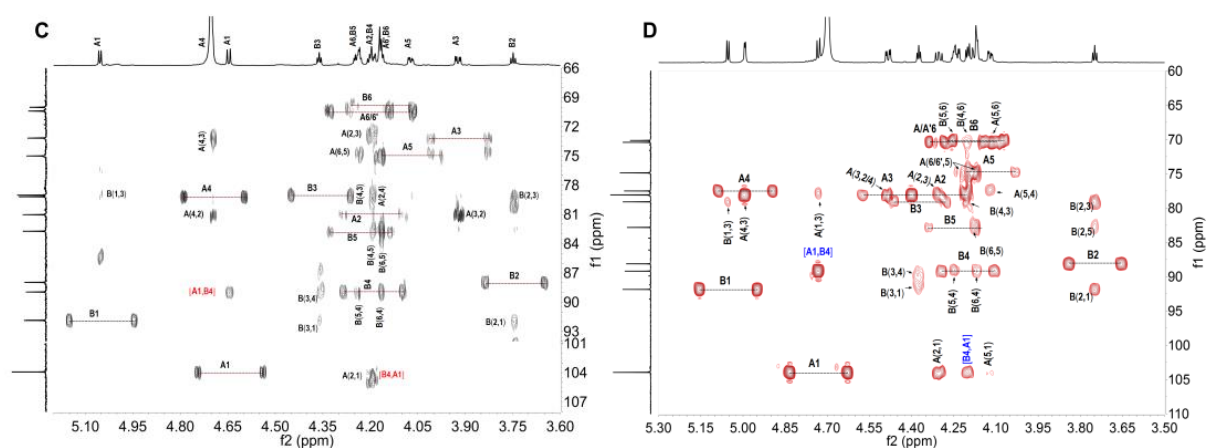 C
A1
A4
A1
B3
A6,B5
A2,B4
A6',B6
A5
A3
B2
66
69
72
75
78
81
84
87
90
93
101
104
107
f1 (ppm)
B6
A6/6'
A(4,3)
A(2,3)
A3
A(6,5)
A5
B(1,3)
A4
B3
B(4,3)
A(2,4)
B(2,3)
A(4,2)
A2
A(3,2)
B5
B(4,5)
B(6,5)
[A1,B4]
B(3,4)
B4
B2
B(5,4)
B(6,4)
B1
B(3,1)
B(2,1)
A1
A(2,1)
[B4,A1]
5.10
4.95
4.80
4.65
4.50
4.35
4.20
4.05
3.90
3.75
3.60
f2 (ppm)
D
60
65
70
75
80
85
90
95
100
105
110
f1 (ppm)
A/A'6
B(5,6)
B(4,6)
B6
A(5,6)
A(6/6',5)
A5
A4
A(3,2/4)
A3
A(2,3)
A2
A(5,4)
B(1,3)
A(4,3)
A(1,3)
B3
B(4,3)
B(2,3)
B5
B(2,5)
[A1,B4]
B(6,5)
B(3,4)
B4
B2
B1
B(3,1)
B(5,4)
B(6,4)
B(2,1)
A1
A(2,1)
[B4,A1]
A(5,1)
5.30
5.15
5.00
4.85
4.70
4.55
4.40
4.25
4.10
3.95
3.80
3.65
3.50
f2 (ppm)